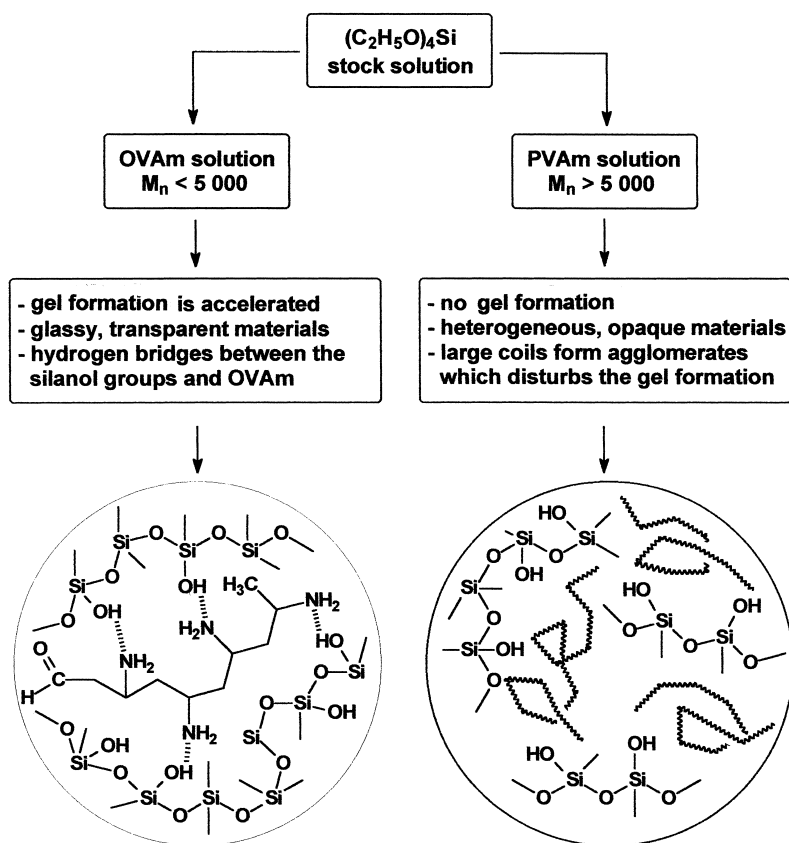 (C₂H₅O)₄Si
stock solution
OVAm solution
Mₙ < 5 000
PVAm solution
Mₙ > 5 000
- gel formation is accelerated
- glassy, transparent materials
- hydrogen bridges between the
silanol groups and OVAm
- no gel formation
- heterogeneous, opaque materials
- large coils form agglomerates
which disturbs the gel formation
O O O
Si Si Si
O
Si OH H₃C
NH₂
OH
O
H₂N
HO
O
O NH₂
Si
H O O
Si OH
O NH₂
Si
OH
O
Si OH
O
Si Si Si
O O
HO
Si Si
O O
OH
Si
HO OH
O
Si
O Si
Si OH O
O
O
OH
HO
Si Si
O O O